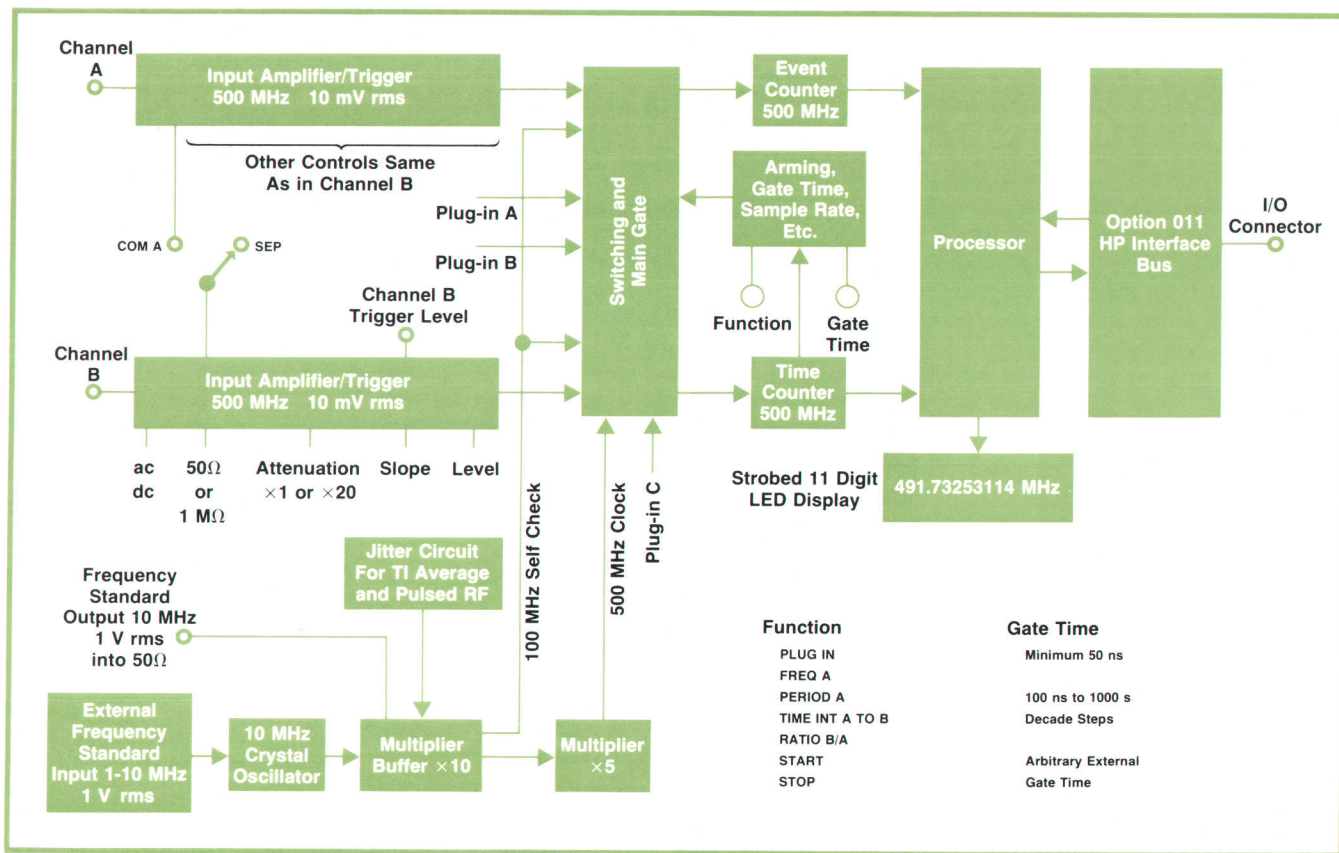 Channel
A
Input Amplifier/Trigger
500 MHz 10 mV rms
Other Controls Same
As in Channel B
COM A
SEP
Plug-in A
Plug-in B
Channel B
Trigger Level
Channel
B
Input Amplifier/Trigger
500 MHz 10 mV rms
ac
dc
50Ω
or
1 MΩ
Attenuation
×1 or ×20
Slope
Level
Switching and
Main Gate
Event
Counter
500 MHz
Arming,
Gate Time,
Sample Rate,
Etc.
Function
Gate
Time
Time
Counter
500 MHz
Processor
Option 011
HP Interface
Bus
I/O
Connector
Strobed 11 Digit
LED Display
491.73253114 MHz
100 MHz Self Check
500 MHz Clock
Plug-in C
Jitter Circuit
For TI Average
and Pulsed RF
Frequency
Standard
Output 10 MHz
1 V rms
into 50Ω
External
Frequency
Standard
Input 1-10 MHz
1 V rms
10 MHz
Crystal
Oscillator
Multiplier
Buffer ×10
Multiplier
×5
Function Gate Time
PLUG IN Minimum 50 ns
FREQ A
PERIOD A 100 ns to 1000 s
TIME INT A TO B Decade Steps
RATIO B/A
START Arbitrary External
STOP Gate Time